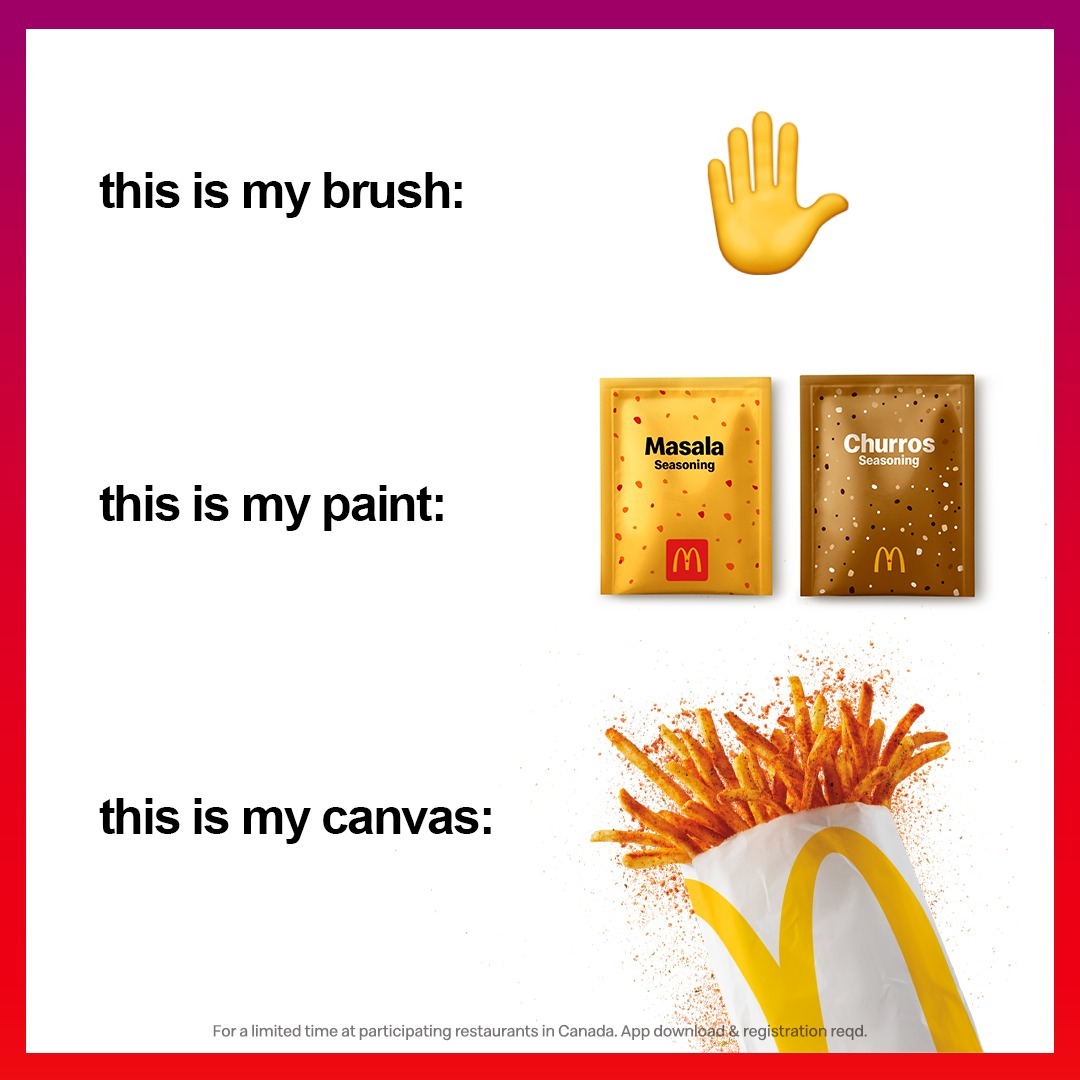 this is my brush:
this is my paint:
Masala
Seasoning
Churros
Seasoning
this is my canvas:
For a limited time at participating restaurants in Canada. App download & registration reqd.